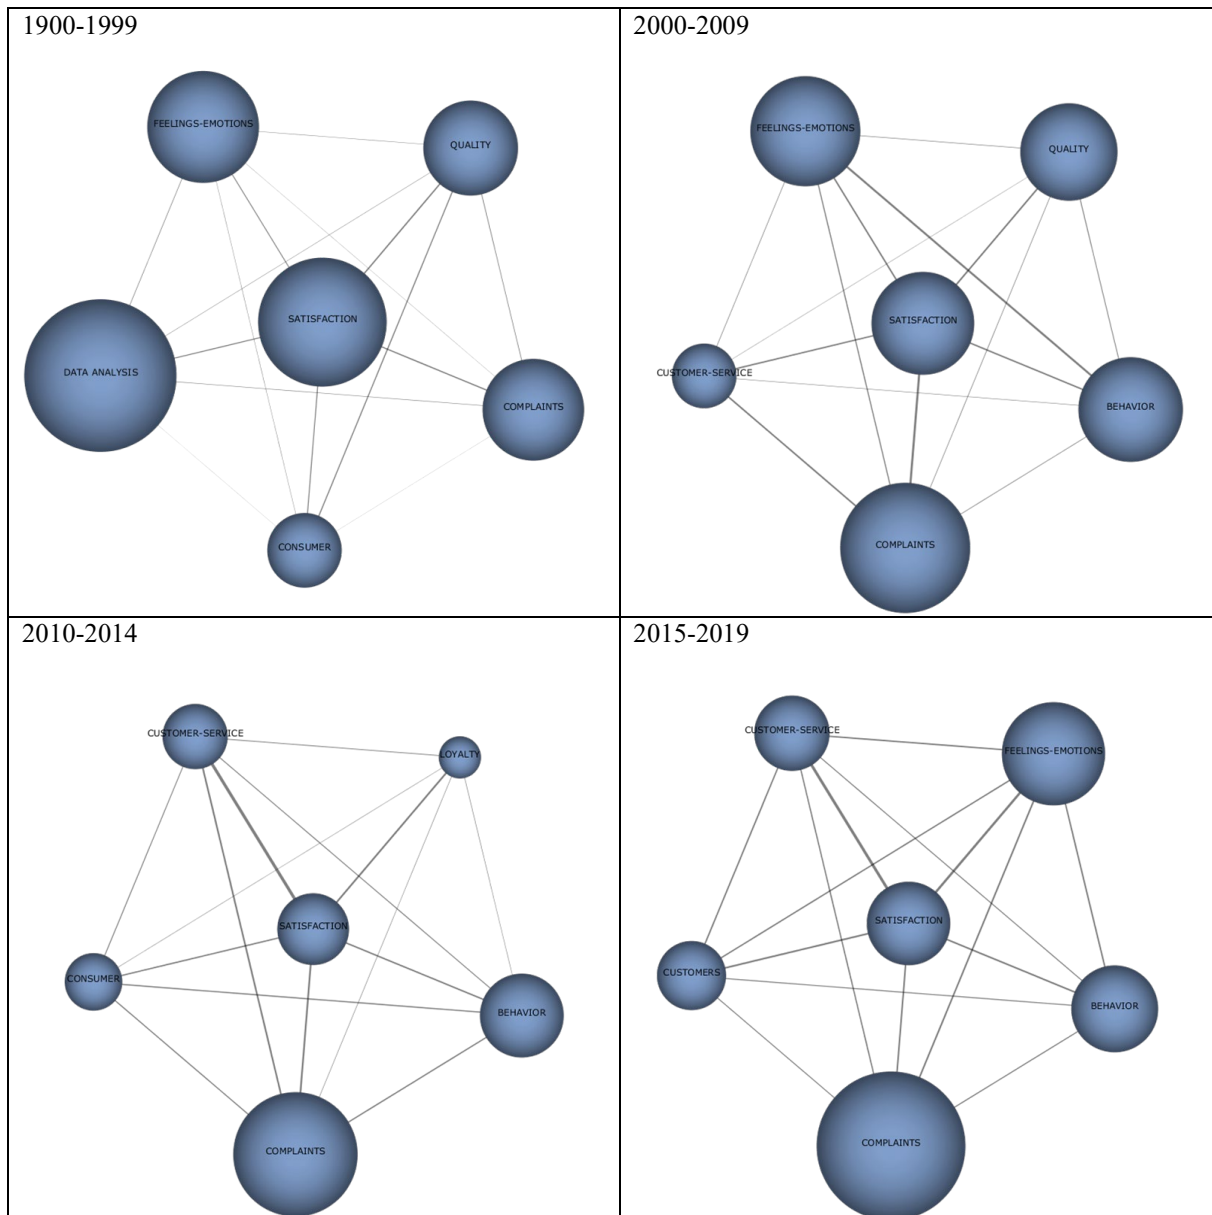 1900-1999
FEELINGS-EMOTIONS
QUALITY
SATISFACTION
DATA ANALYSIS
COMPLAINTS
CONSUMER
2000-2009
FEELINGS-EMOTIONS
QUALITY
SATISFACTION
CUSTOMER-SERVICE
BEHAVIOR
COMPLAINTS
2010-2014
CUSTOMER-SERVICE
LOYALTY
SATISFACTION
CONSUMER
BEHAVIOR
COMPLAINTS
2015-2019
CUSTOMER-SERVICE
FEELINGS-EMOTIONS
SATISFACTION
CUSTOMERS
BEHAVIOR
COMPLAINTS